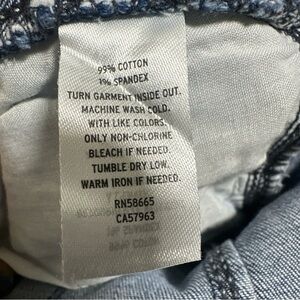 99% COTTON
1% SPANDEX
TURN GARMENT INSIDE OUT.
MACHINE WASH COLD.
WITH LIKE COLORS.
ONLY NON-CHLORINE
BLEACH IF NEEDED.
TUMBLE DRY LOW.
WARM IRON IF NEEDED.
RN58665
CA57963